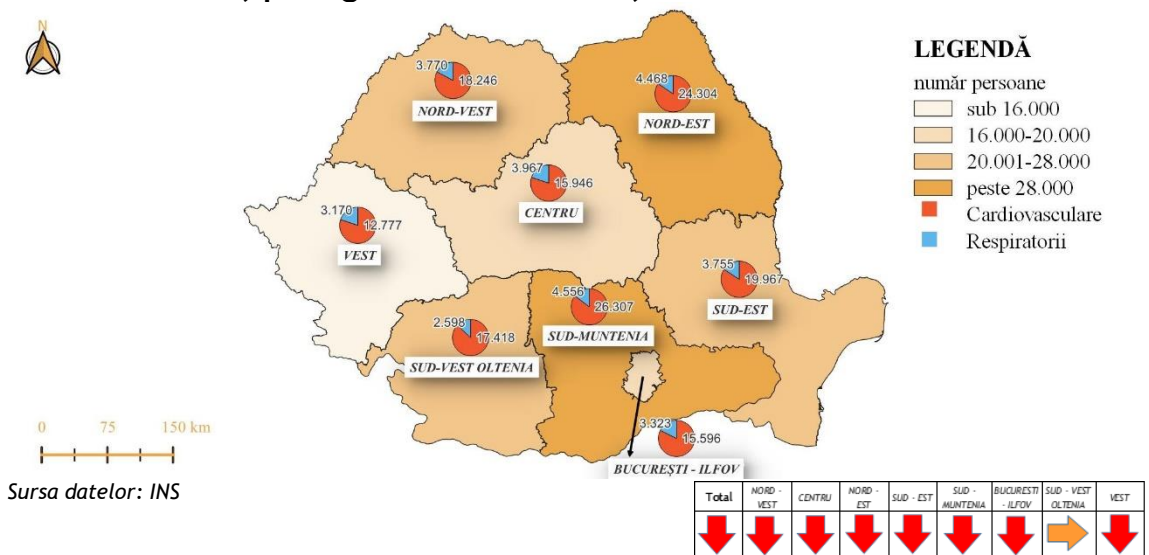 N
3.770
18.246
NORD-VEST
4.468
24.304
NORD-EST
3.967
15.946
CENTRU
3.170
12.777
VEST
3.755
19.967
SUD-EST
4.556
26.307
SUD-MUNTENIA
2.598
17.418
SUD-VEST OLTENIA
3.323
15.596
BUCUREȘTI - ILFOV
LEGENDĂ
număr persoane
sub 16.000
16.000-20.000
20.001-28.000
peste 28.000
Cardiovasculare
Respiratorii
0 75 150 km
Sursa datelor: INS
Total
NORD -
VEST
CENTRU
NORD -
EST
SUD - EST
SUD -
MUNTENIA
BUCURESTI
- ILFOV
SUD - VEST
OLTENIA
VEST